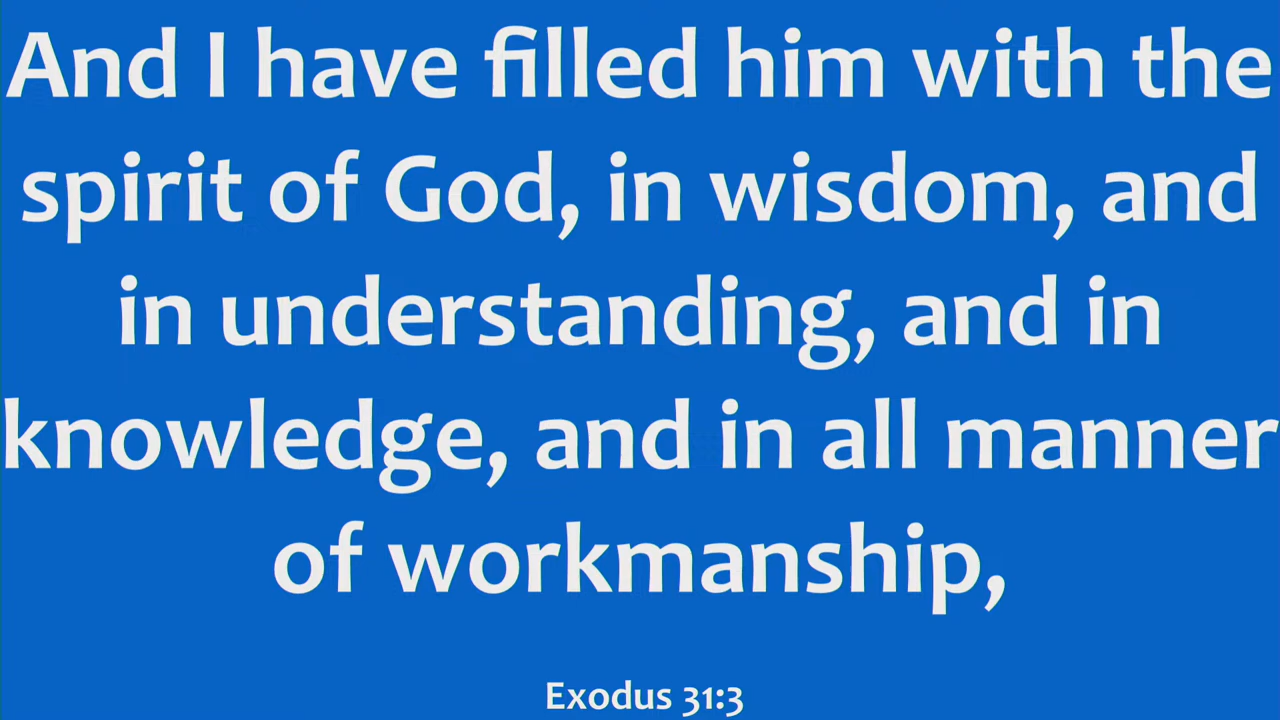 And I have filled him with the
spirit of God, in wisdom, and
in understanding, and in
knowledge, and in all manner
of workmanship,
Exodus 31:3